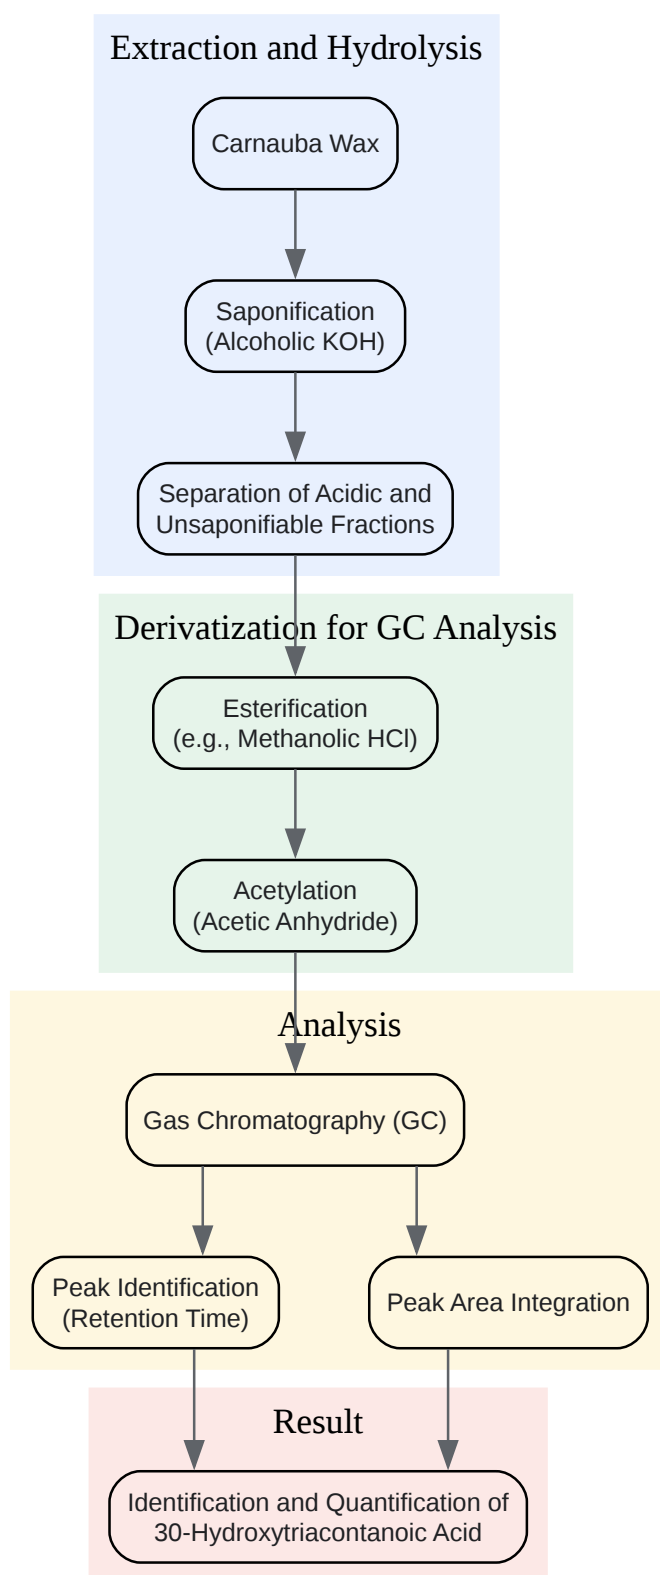 Extraction and Hydrolysis
Carnauba Wax
Saponification
(Alcoholic KOH)
Separation of Acidic and
Unsaponifiable Fractions
Derivatization for GC Analysis
Esterification
(e.g., Methanolic HCl)
Acetylation
(Acetic Anhydride)
Analysis
Gas Chromatography (GC)
Peak Identification
(Retention Time)
Peak Area Integration
Result
Identification and Quantification of
30-Hydroxytriacontanoic Acid